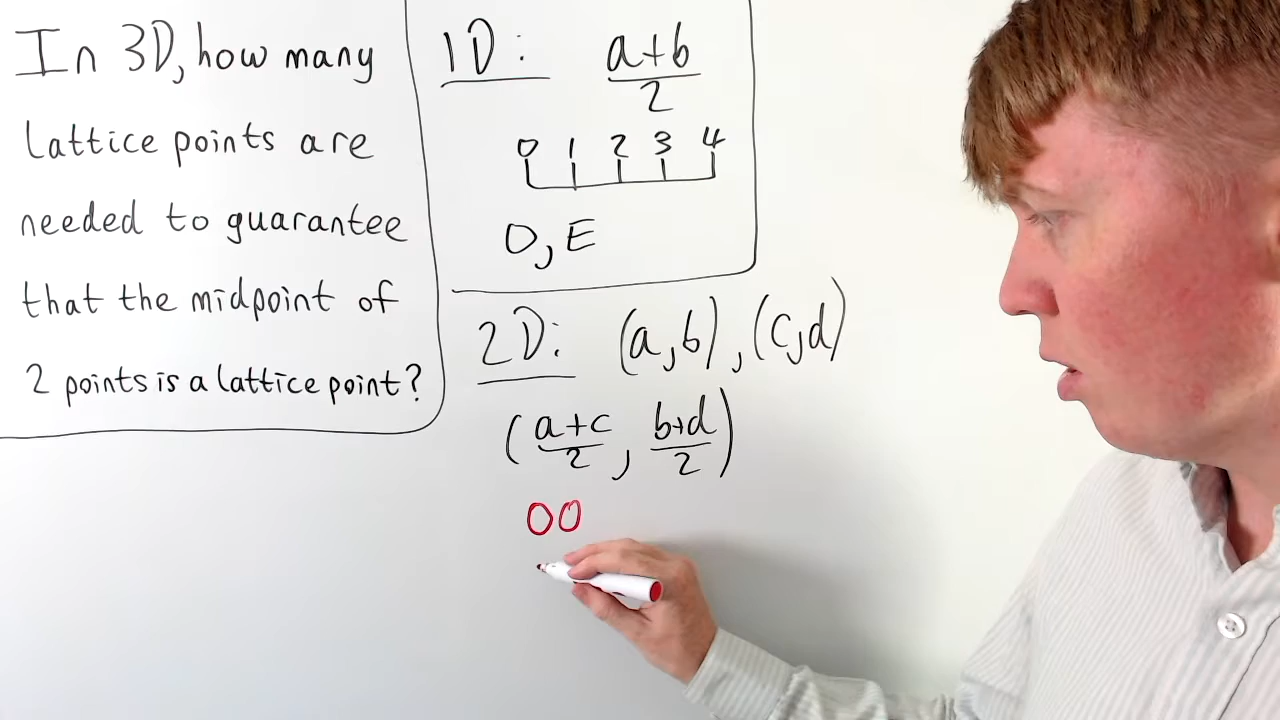 In 3D, how many
lattice points are
needed to guarantee
that the midpoint of
2 points is a lattice point?
1D: a+b
2
0 1 2 3 4
O, E
2D: (a,b), (c,d)
(a+c/2, b+d/2)
OO